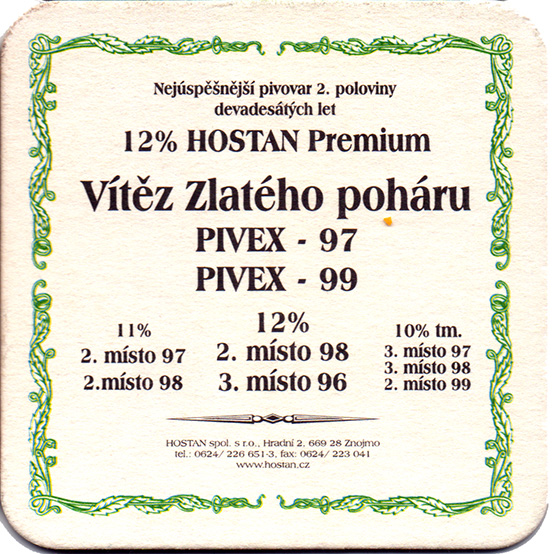 Nejúspěšnější pivovar 2. poloviny
devadesátých let
12% HOSTAN Premium
Vítěz Zlatého poháru
PIVEX - 97
PIVEX - 99
11%
2. místo 97
2.místo 98
12%
2. místo 98
3. místo 96
10% tm.
3. místo 97
3. místo 98
2. místo 99
HOSTAN spol. s r.o., Hradní 2, 669 28 Znojmo
tel.: 0624/ 226 651-3, fax: 0624/ 223 041
www.hostan.cz